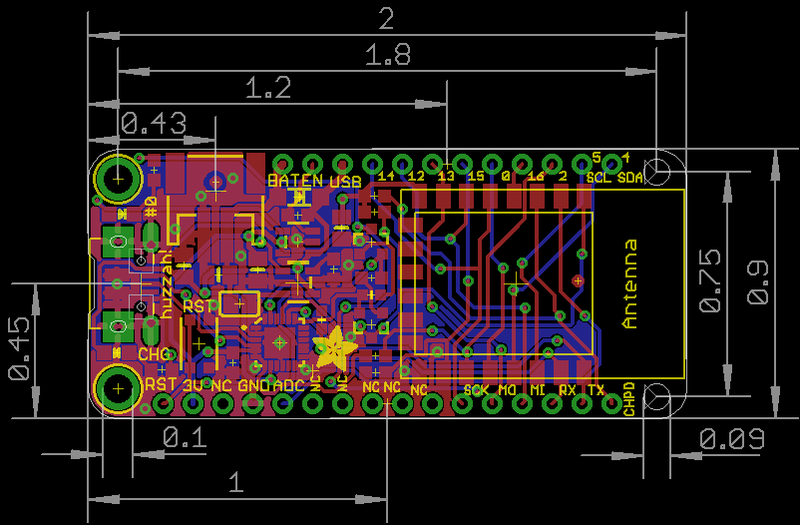 2
1.8
1.2
0.43
5 4
BATEN USB 14 12 13 15 0 16 2 SCL SDA
#0
huzzah!
Antenna
0.75
0.9
RST
0.45
CHG
RST 3V NC GND ADC NC NC NC NC NC SCK MO MI RX TX CHPD
0.1
0.09
1